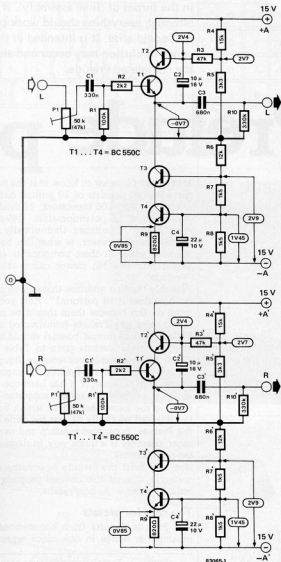 in the
15 V
+A
R4
15k
T2
2V4
R3
47k
2V7
C2
10 µ
16 V
R5
3k3
T1
C1
330n
R2
2k2
C3
680n
L
L
P1
50 k
(47k)
R1
100k
-0V7
R10
330k
T1 ... T4 = BC 550C
R6
12k
T3
R7
1k5
2V9
T4
C4
22 µ
10 V
0V85
R9
820Ω
R8
1k5
1V45
15 V
-A
0
15 V
+A'
R4'
15k
T2'
2V4
R3'
47k
2V7
C2'
10 µ
16 V
R5'
3k3
R
T1'
C1'
330n
R2'
2k2
C3'
680n
R
P1'
50 k
(47k)
R1'
100k
-0V7
R10'
330k
T1'... T4' = BC 550C
R6'
12k
T3'
R7'
1k5
2V9
T4'
C4'
22 µ
10 V
0V85
R9'
820Ω
R8'
1k5
1V45
15 V
-A'
83065-1